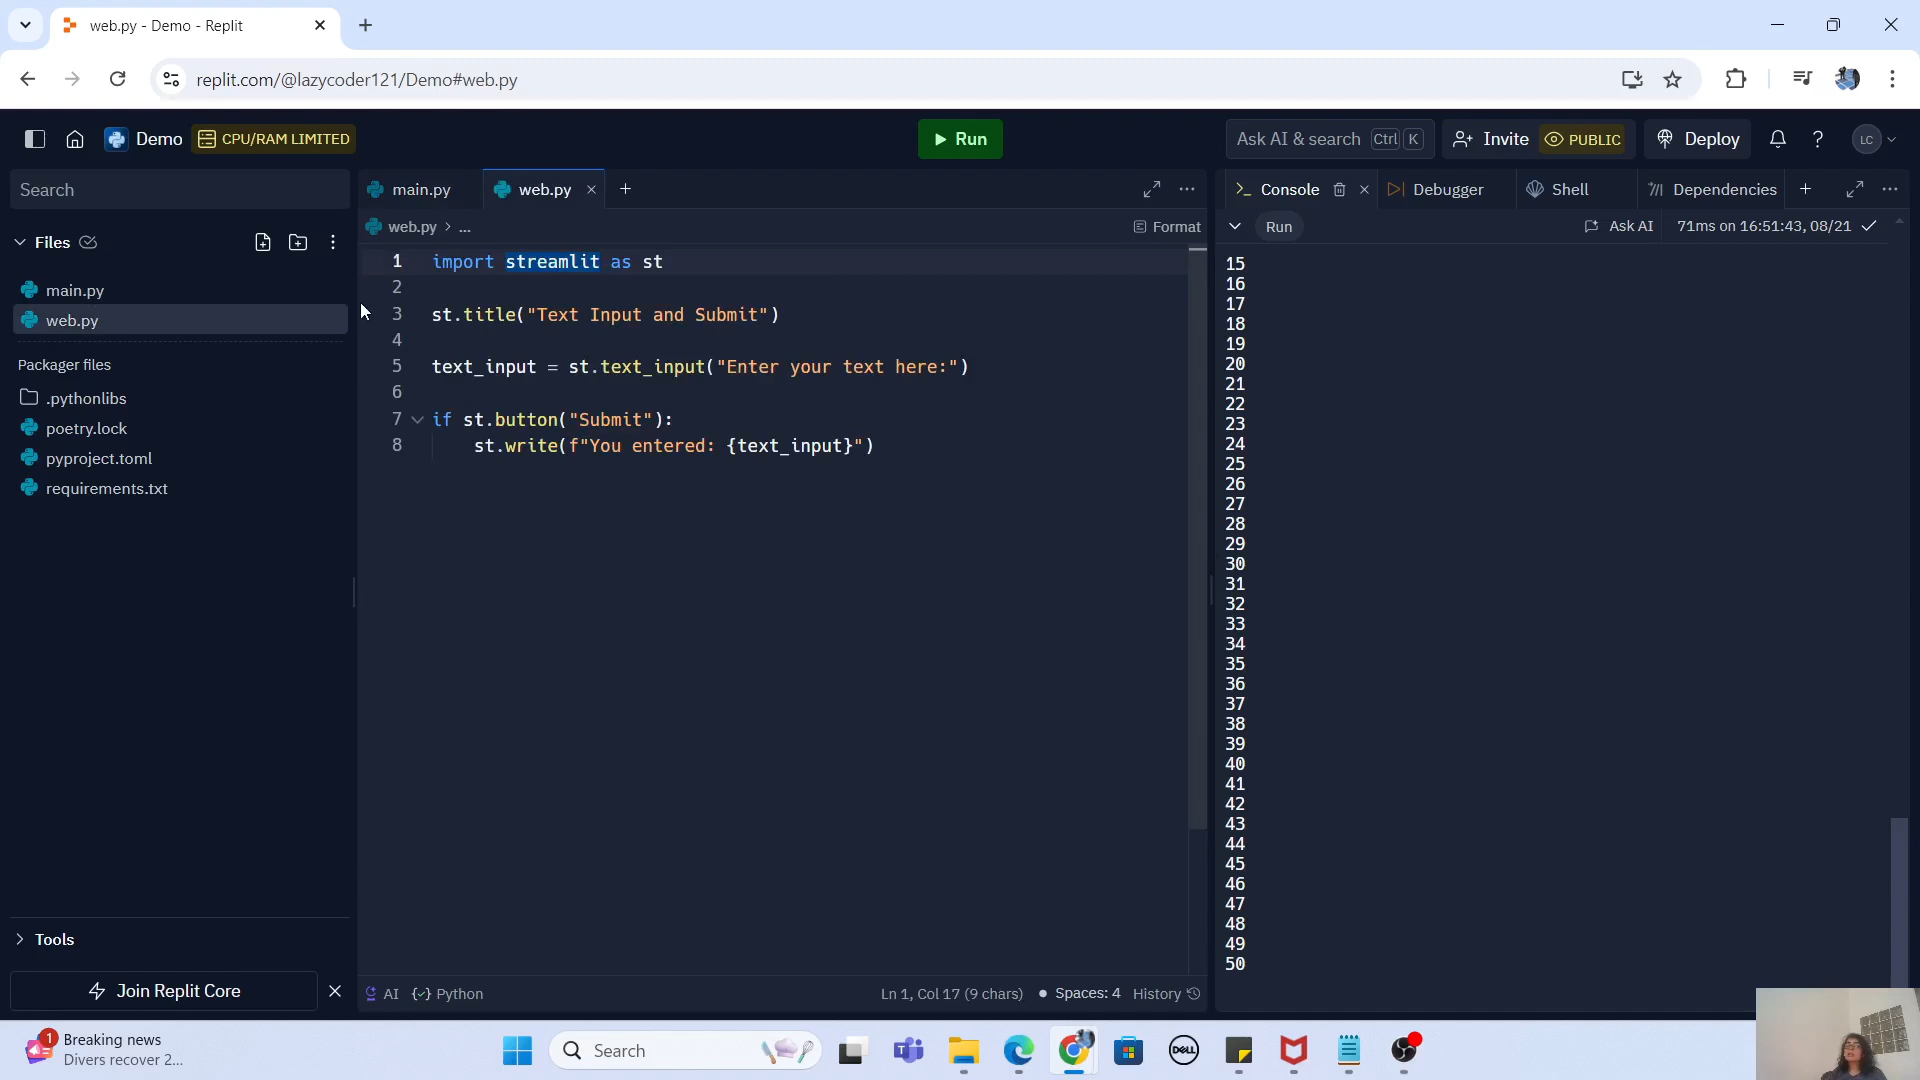 web.py - Demo - Replit
replit.com/@lazycoder121/Demo#web.py
Demo
CPU/RAM LIMITED
Run
Ask AI & search Ctrl K
Invite
PUBLIC
Deploy
LC
Search
main.py
web.py
Console
Debugger
Shell
Dependencies
Files
web.py > ...
Format
Run
Ask AI
71ms on 16:51:43, 08/21
main.py
web.py
Packager files
.pythonlibs
poetry.lock
pyproject.toml
requirements.txt
Tools
Join Replit Core
1 import streamlit as st
2
3 st.title("Text Input and Submit")
4
5 text_input = st.text_input("Enter your text here:")
6
7 if st.button("Submit"):
8 st.write(f"You entered: {text_input}")
15
16
17
18
19
20
21
22
23
24
25
26
27
28
29
30
31
32
33
34
35
36
37
38
39
40
41
42
43
44
45
46
47
48
49
50
AI
Python
Ln 1, Col 17 (9 chars)
Spaces: 4
History
1
Breaking news
Divers recover 2...
Search
DELL